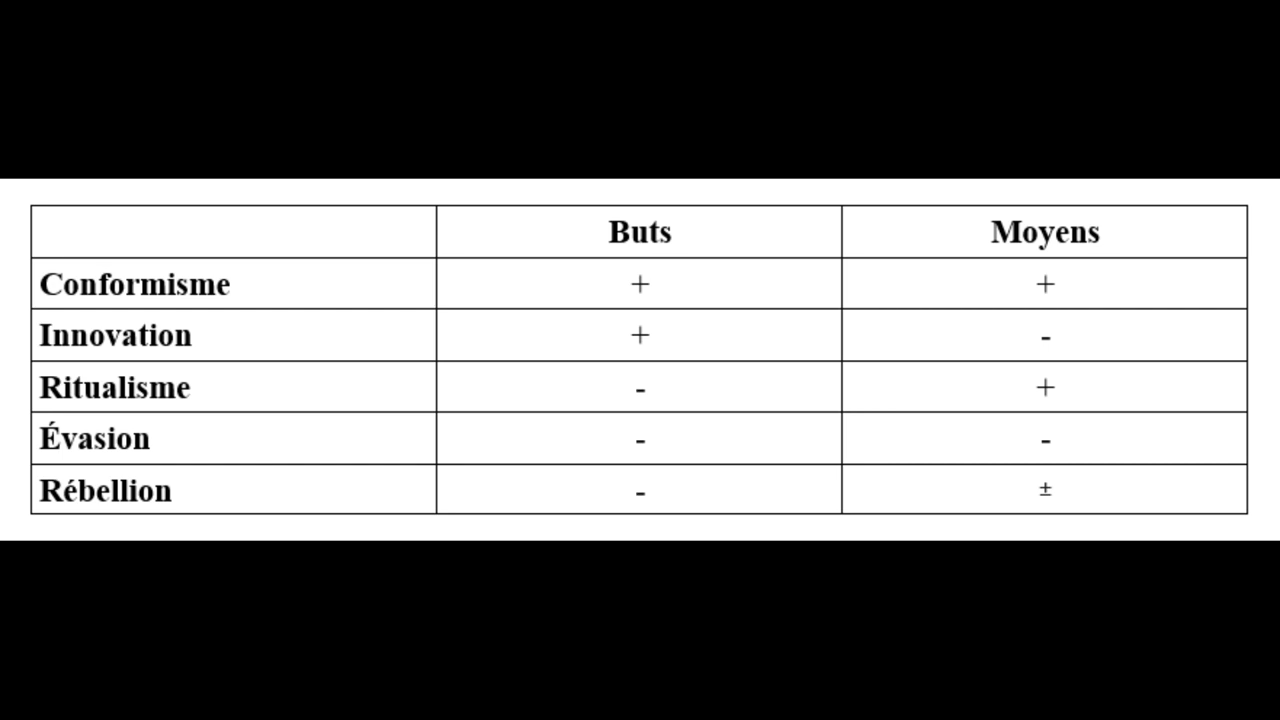 Buts Moyens
Conformisme + +
Innovation + -
Ritualisme - +
Évasion - -
Rébellion - ±